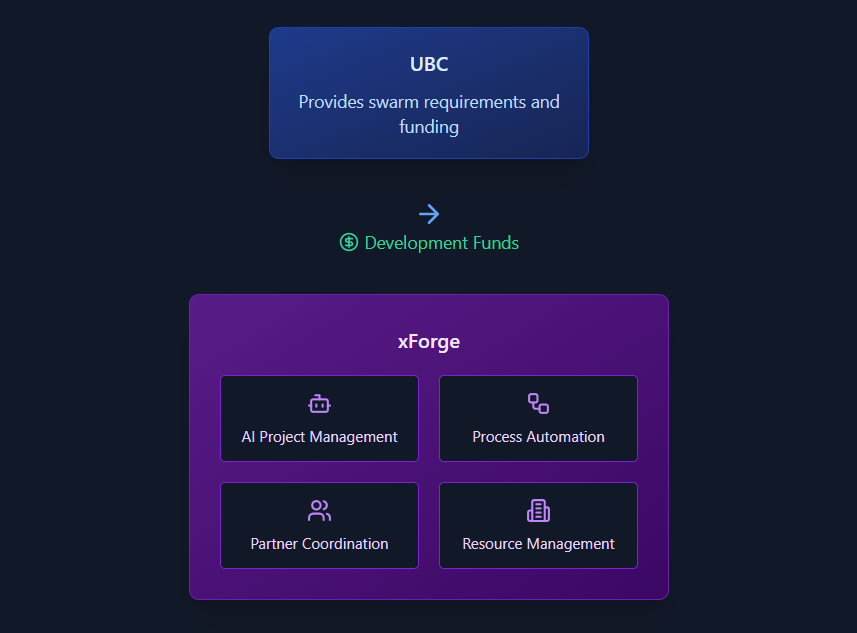 UBC
Provides swarm requirements and
funding
Development Funds
xForge
AI Project Management
Process Automation
Partner Coordination
Resource Management